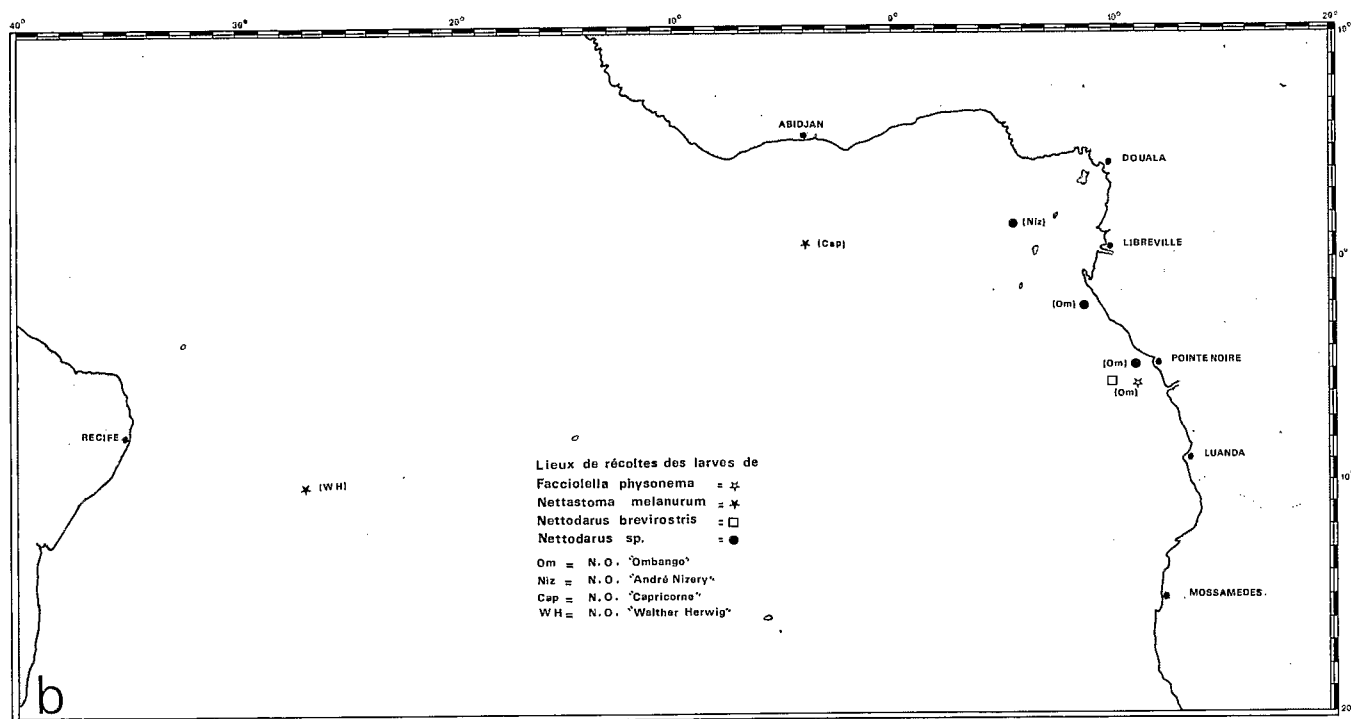 40° 30° 20° 10° 0° 10° 20°
10°
ABIDJAN
DOUALA
(Niz)
(Cap)
LIBREVILLE
0°
(Om)
(Om)
POINTE NOIRE
(Om)
RECIFE
LUANDA
(WH)
10°
Lieux de récoltes des larves de
Facciolella physonema = ☆
Nettastoma melanurum = ★
Nettodarus brevirostris = □
Nettodarus sp. = ●
Om = N.O. "Ombango"
Niz = N.O. "André Nizery"
Cap = N.O. "Capricorne"
WH = N.O. "Walther Herwig"
MOSSAMEDES
b
20°